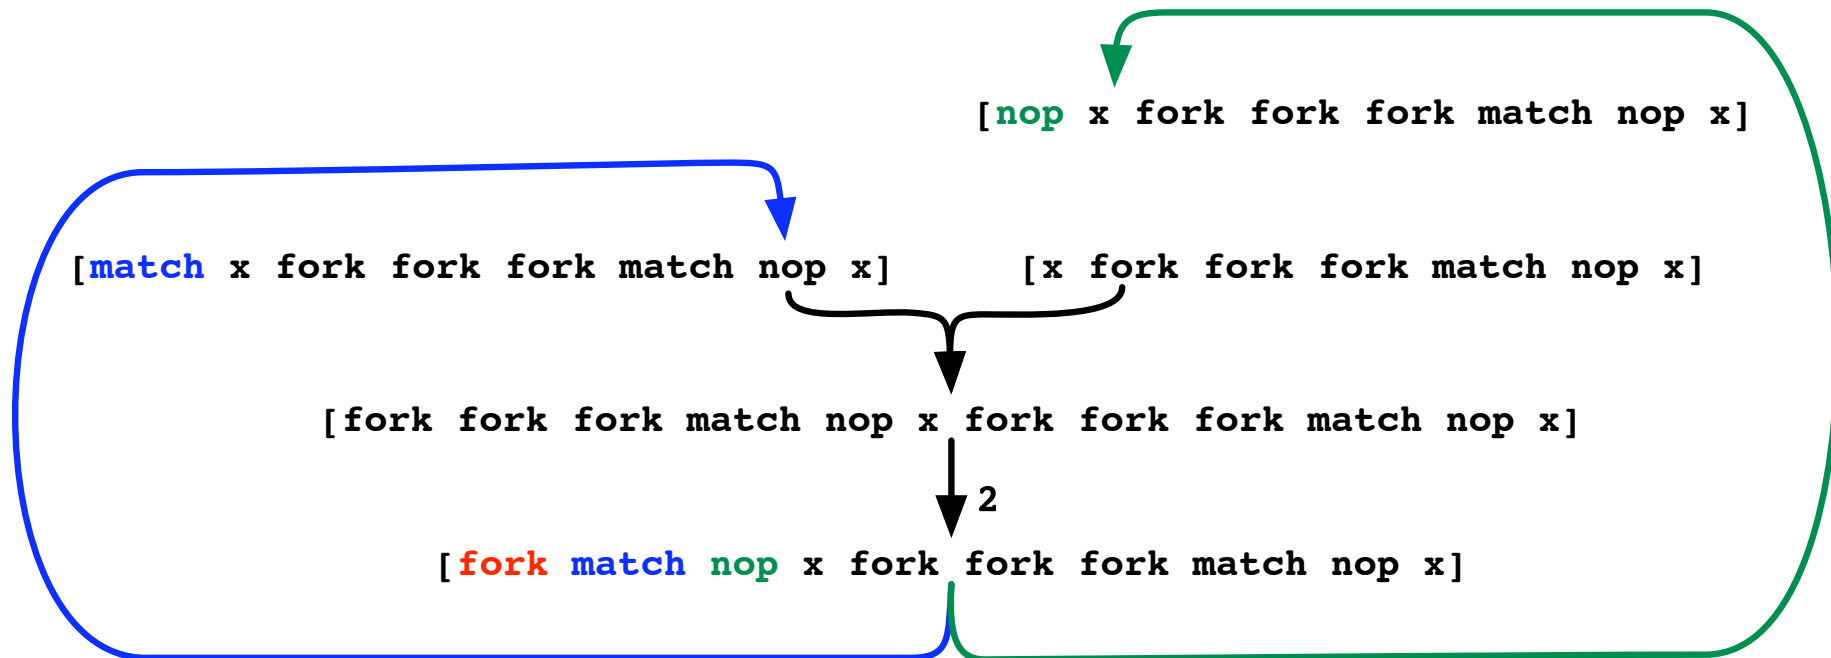 [nop x fork fork fork match nop x]
[match x fork fork fork match nop x]
[x fork fork fork match nop x]
[fork fork fork match nop x fork fork fork match nop x]
2
[fork match nop x fork fork fork match nop x]